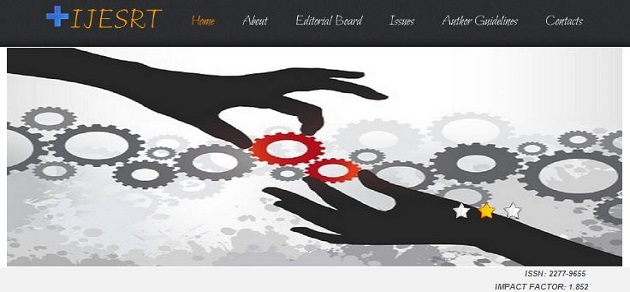 IJESRT Home About Editorial Board Issues Author Guidelines Contacts
ISSN: 2277-9655
IMPACT FACTOR: 1.852